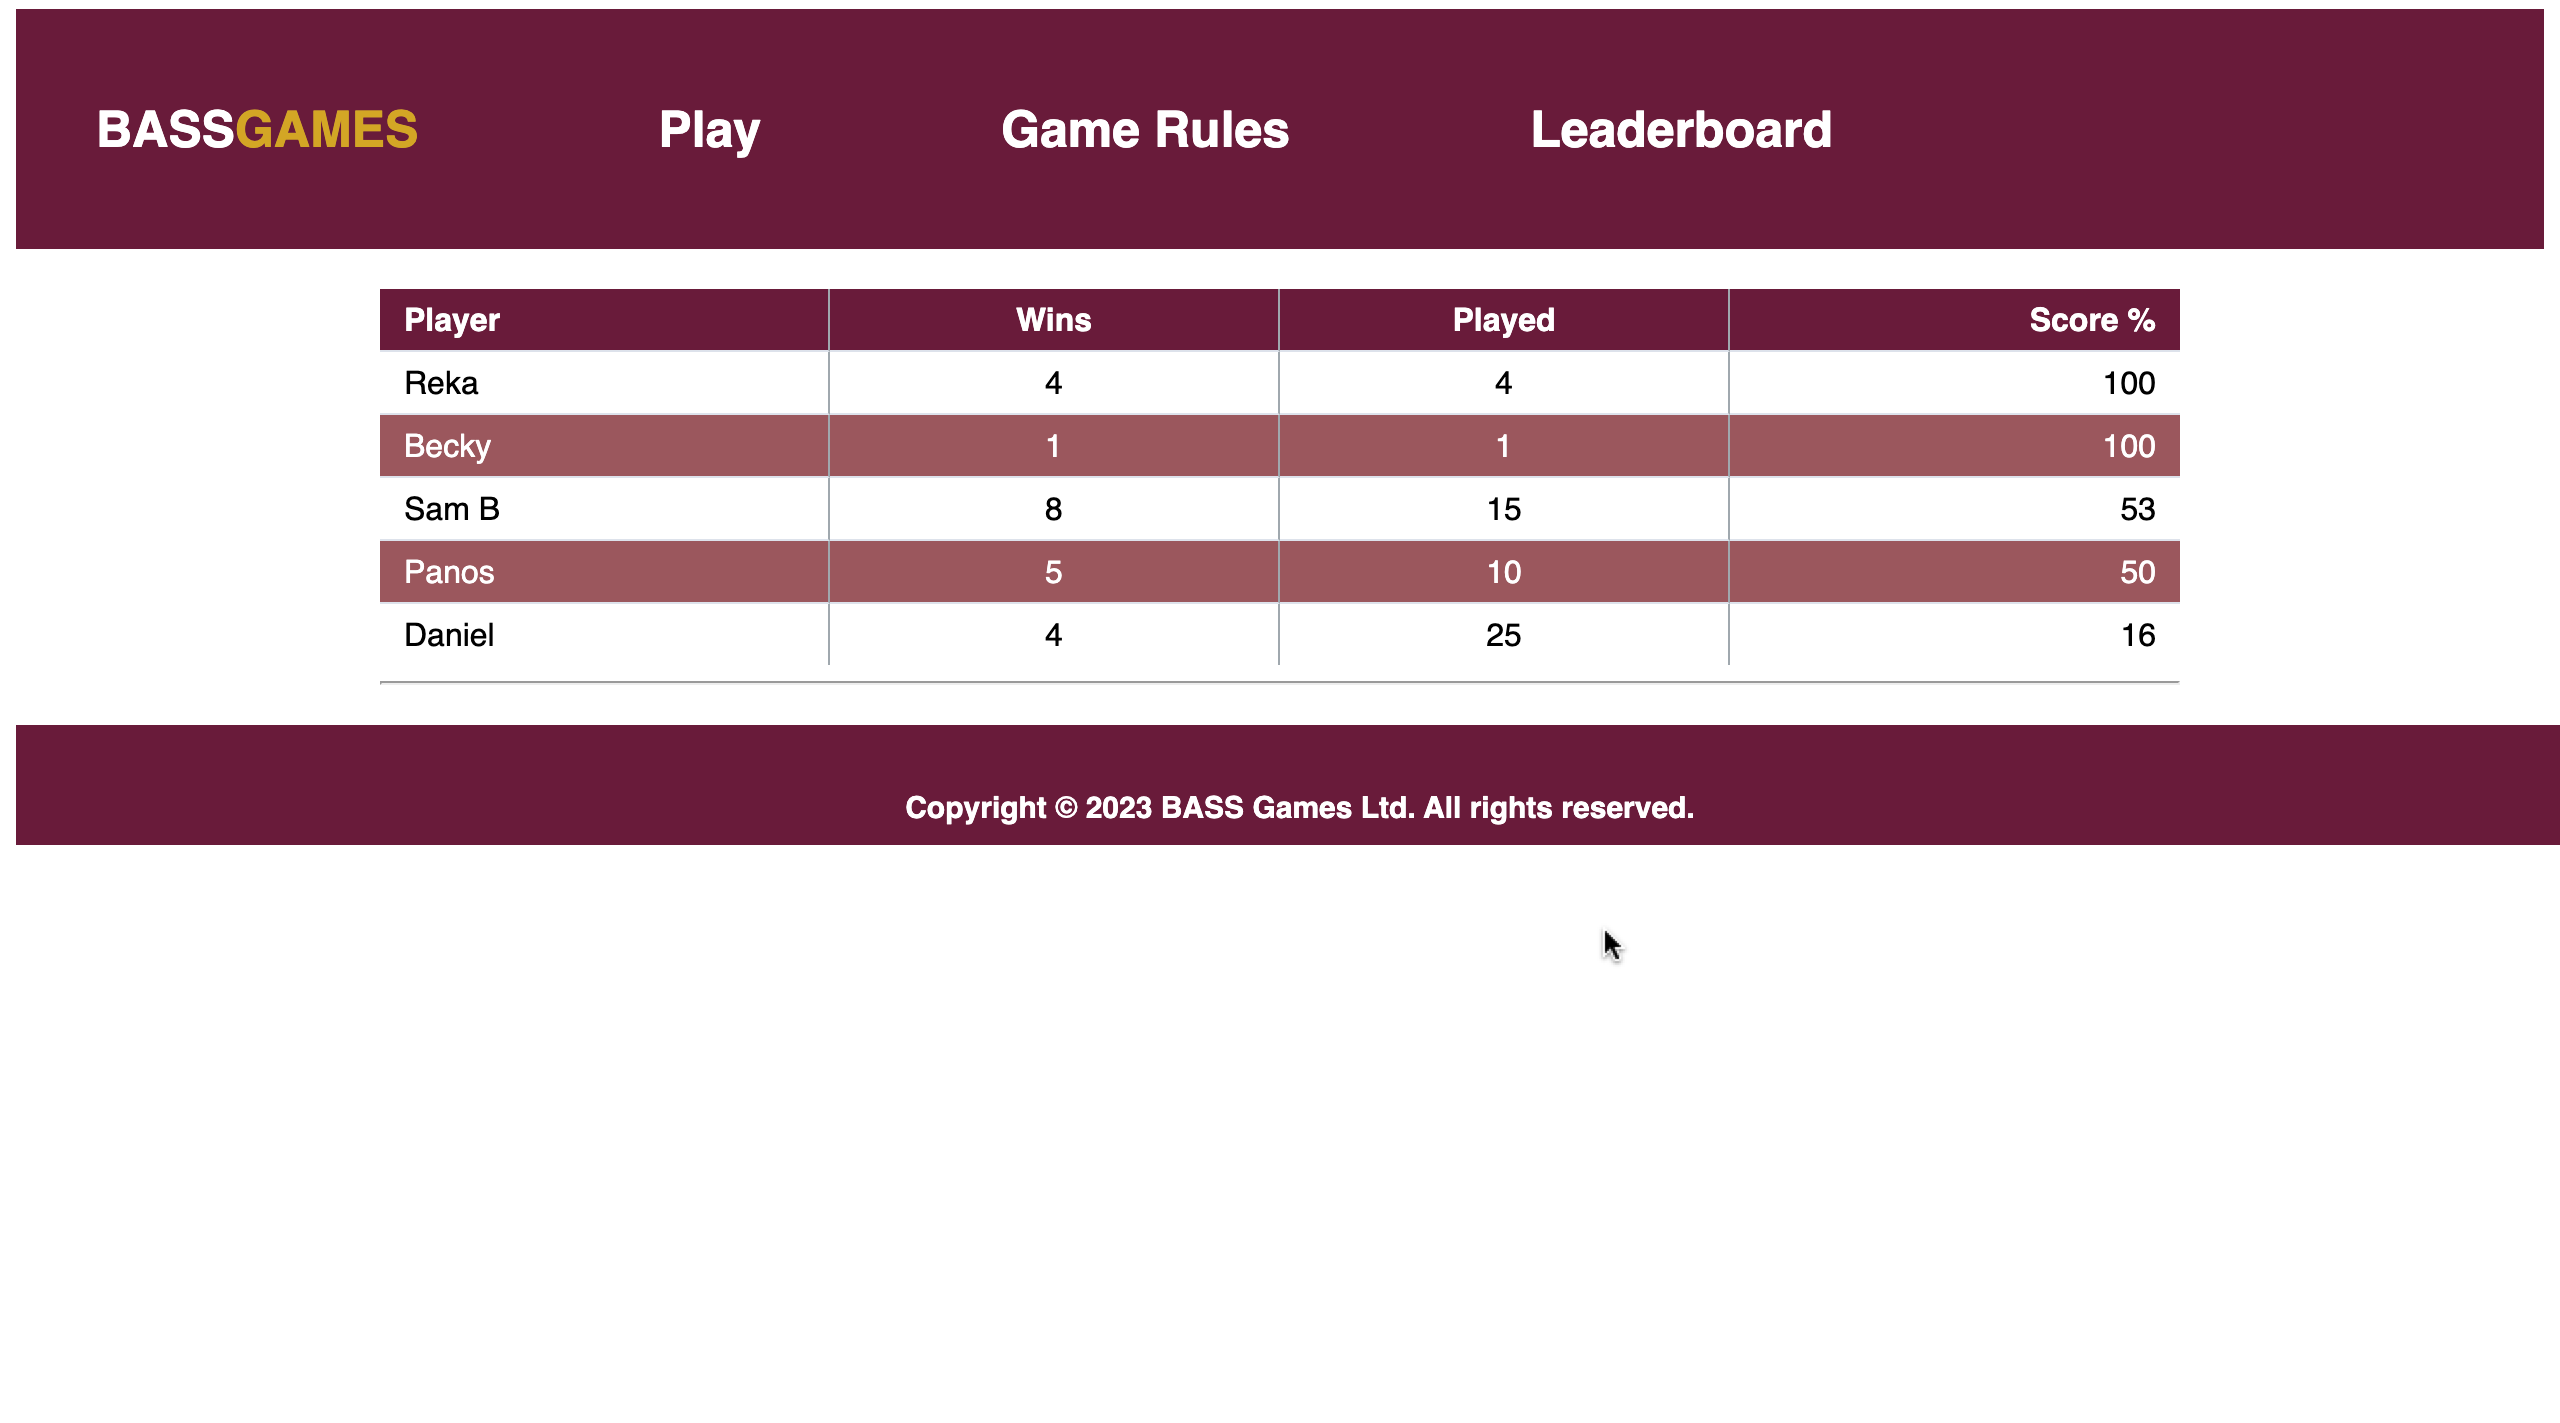 BASSGAMES Play Game Rules Leaderboard
Player Wins Played Score %
Reka 4 4 100
Becky 1 1 100
Sam B 8 15 53
Panos 5 10 50
Daniel 4 25 16
Copyright © 2023 BASS Games Ltd. All rights reserved.